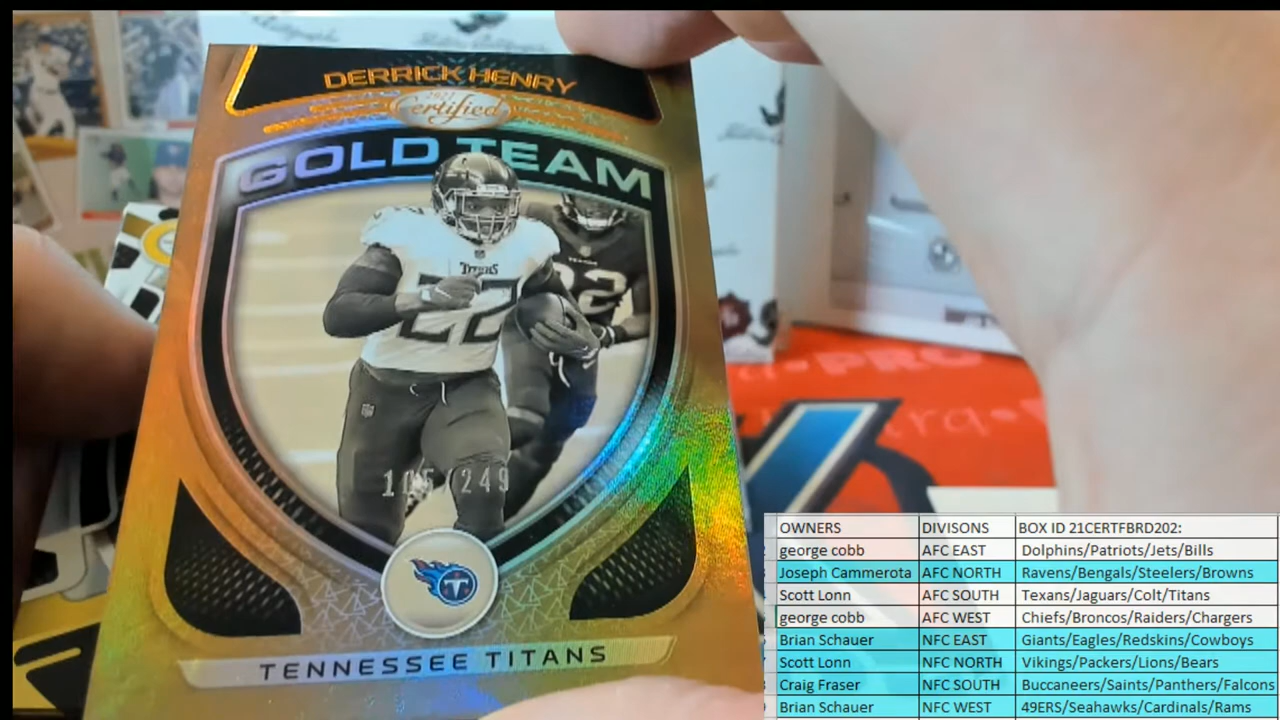 DERRICK HENRY
2021
Certified
GOLD TEAM
TITANS
22
105/249
TENNESSEE TITANS
OWNERS DIVISONS BOX ID 21CERTFBRD202:
george cobb AFC EAST Dolphins/Patriots/Jets/Bills
Joseph Cammerota AFC NORTH Ravens/Bengals/Steelers/Browns
Scott Lonn AFC SOUTH Texans/Jaguars/Colt/Titans
george cobb AFC WEST Chiefs/Broncos/Raiders/Chargers
Brian Schauer NFC EAST Giants/Eagles/Redskins/Cowboys
Scott Lonn NFC NORTH Vikings/Packers/Lions/Bears
Craig Fraser NFC SOUTH Buccaneers/Saints/Panthers/Falcons
Brian Schauer NFC WEST 49ERS/Seahawks/Cardinals/Rams